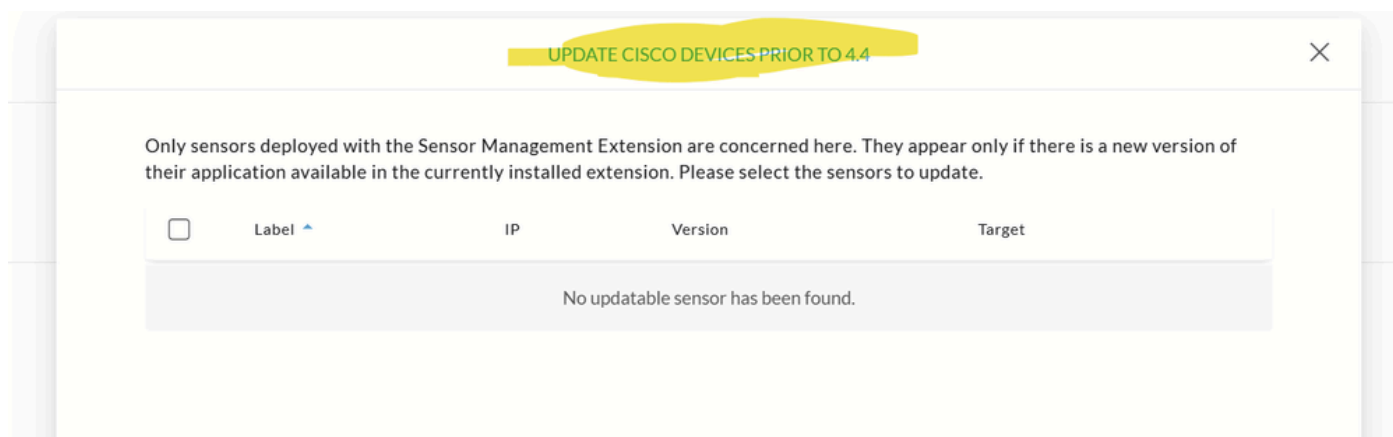 UPDATE CISCO DEVICES PRIOR TO 4.4
Only sensors deployed with the Sensor Management Extension are concerned here. They appear only if there is a new version of
their application available in the currently installed extension. Please select the sensors to update.
Label IP Version Target
No updatable sensor has been found.